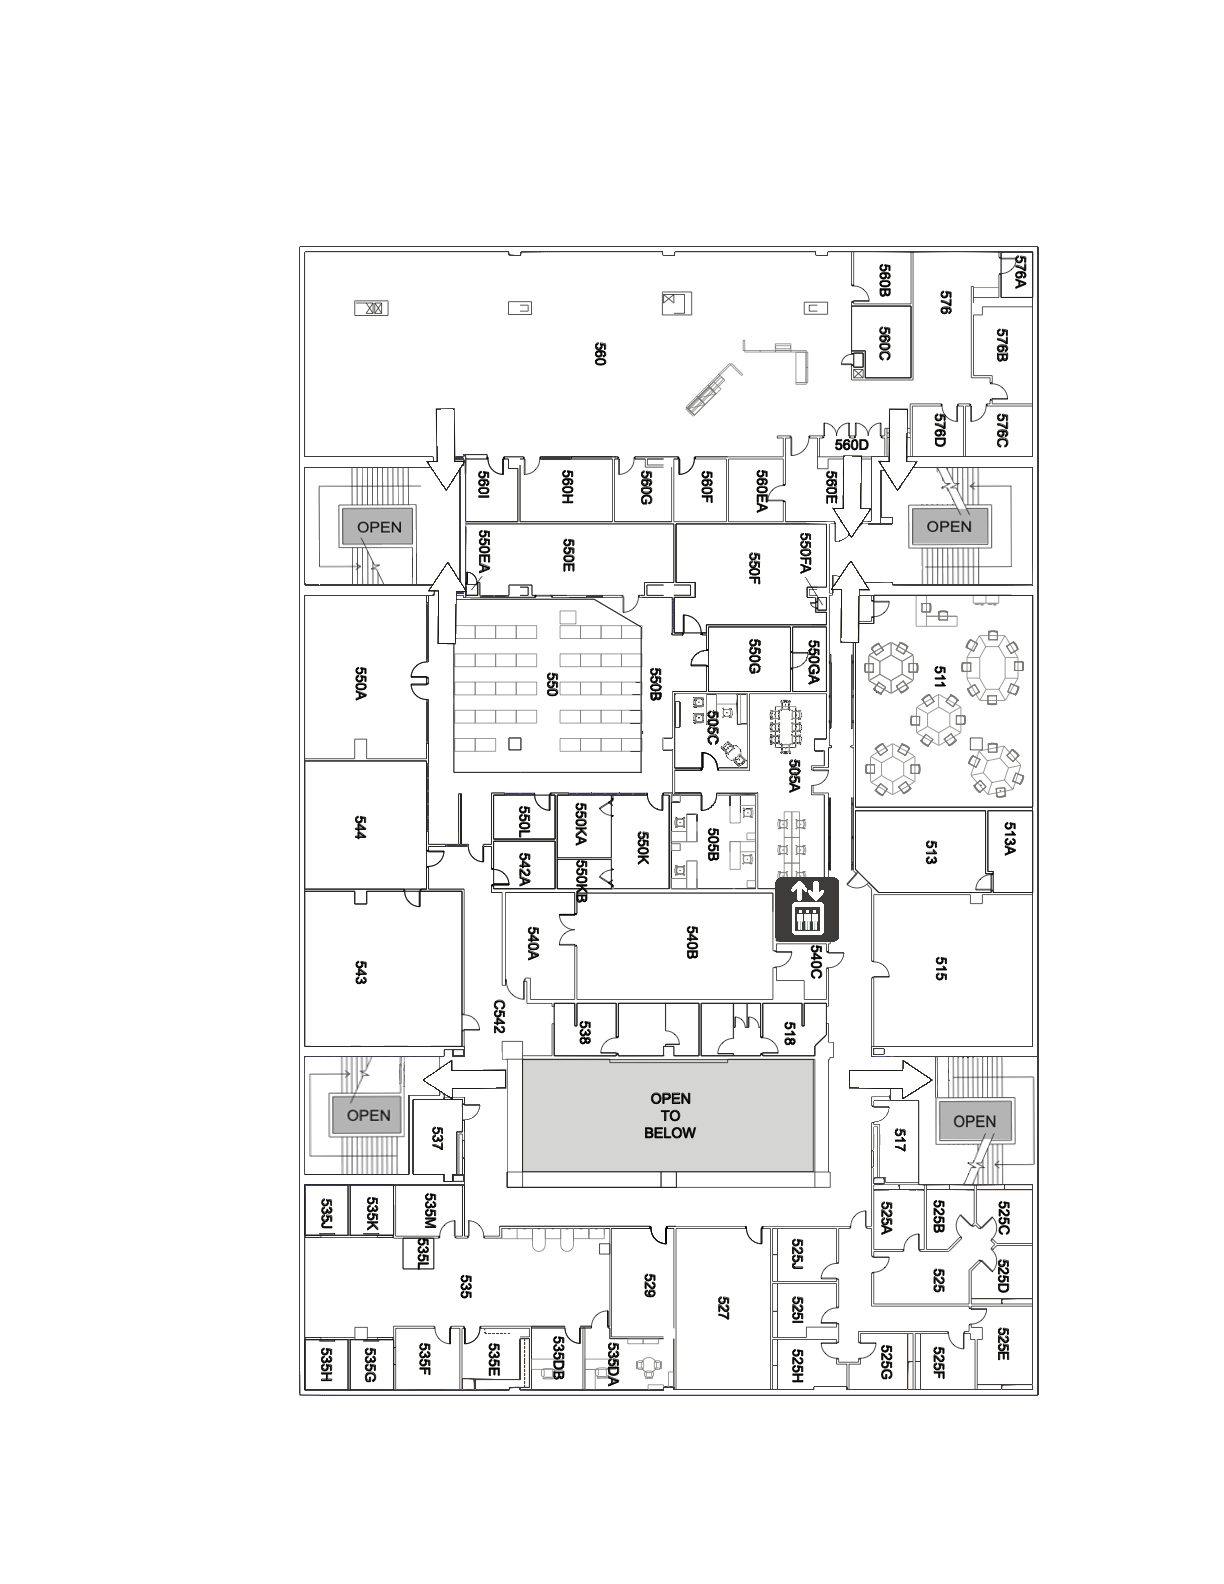 576A
560B
576
560C
576B
560
576D
576C
560D
560I
560H
560G
560F
560EA
560E
OPEN
OPEN
550EA
550E
550F
550FA
550A
550
550B
550G
550GA
511
505C
505A
544
550L
550KA
550K
505B
513
513A
542A
550KB
543
540A
540B
540C
515
C542
538
518
OPEN
TO
BELOW
OPEN
537
517
OPEN
535J
535K
535M
525A
525B
525C
535L
535
529
527
525J
525
525D
525I
535H
535G
535F
535E
535DB
535DA
525H
525G
525F
525E